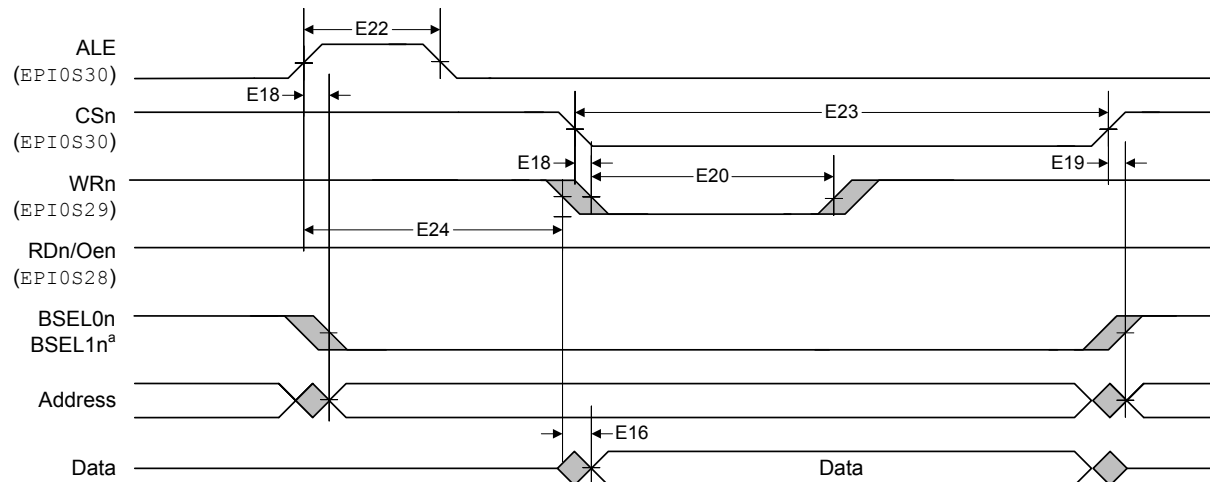 E22
ALE
(EPI0S30)
E18
CSn
E23
(EPI0S30)
E18
E19
WRn
E20
(EPI0S29)
E24
RDn/Oen
(EPI0S28)
BSEL0n
BSEL1nᵃ
Address
E16
Data
Data